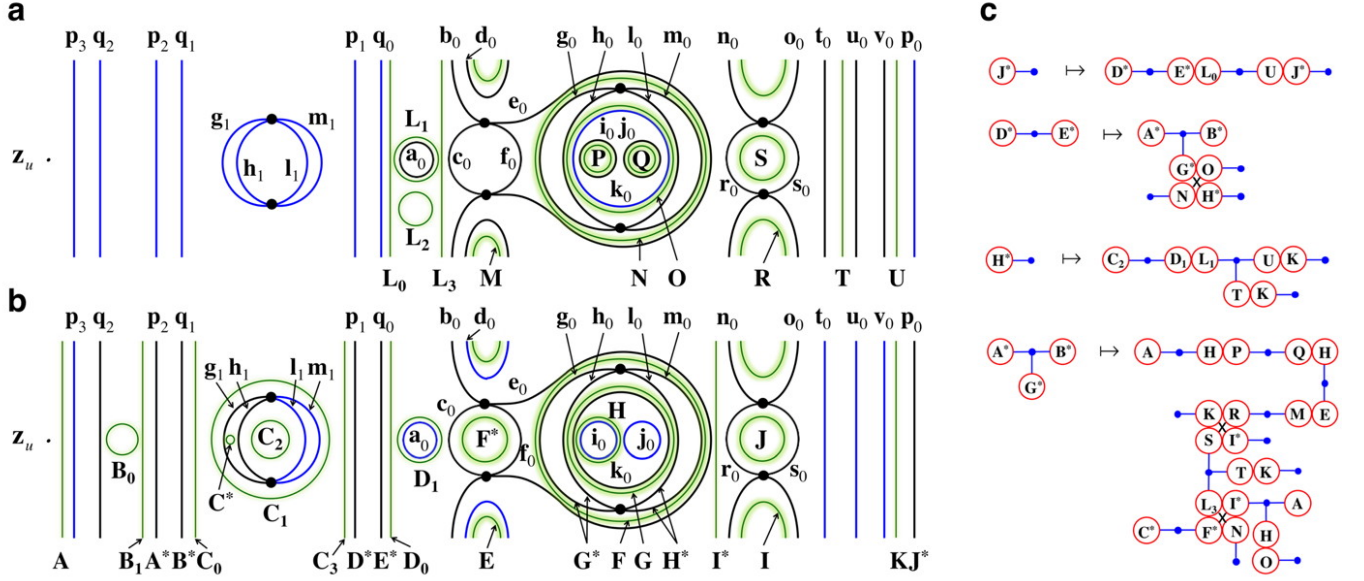 a
p₃ q₂ p₂ q₁ p₁ q₀ b₀ d₀ g₀ h₀ l₀ m₀ n₀ o₀ t₀ u₀ v₀ p₀
e₀
g₁ m₁ L₁
i₀ j₀
zᵤ . h₁ l₁ a₀ c₀ f₀ P Q S
k₀ r₀ s₀
L₂
L₀ L₃ M N O R T U
b
p₃ q₂ p₂ q₁ p₁ q₀ b₀ d₀ g₀ h₀ l₀ m₀ n₀ o₀ t₀ u₀ v₀ p₀
g₁ h₁ l₁ m₁
e₀
c₀ H
zᵤ . C₂ a₀ F* i₀ j₀ J
f₀
B₀ D₁ k₀ r₀ s₀
C* C₁
A B₁ A* B* C₀ C₃ D* E* D₀ E G* F G H* I* I K J*
c
J* ↦ D* E* L₀ U J*
D* E* ↦ A* B*
G* O
N H*
H* ↦ C₂ D₁ L₁ U K
T K
A* B* ↦ A H P Q H
G*
K R M E
S I*
T K
L₃ I* A
C* F* N H
O